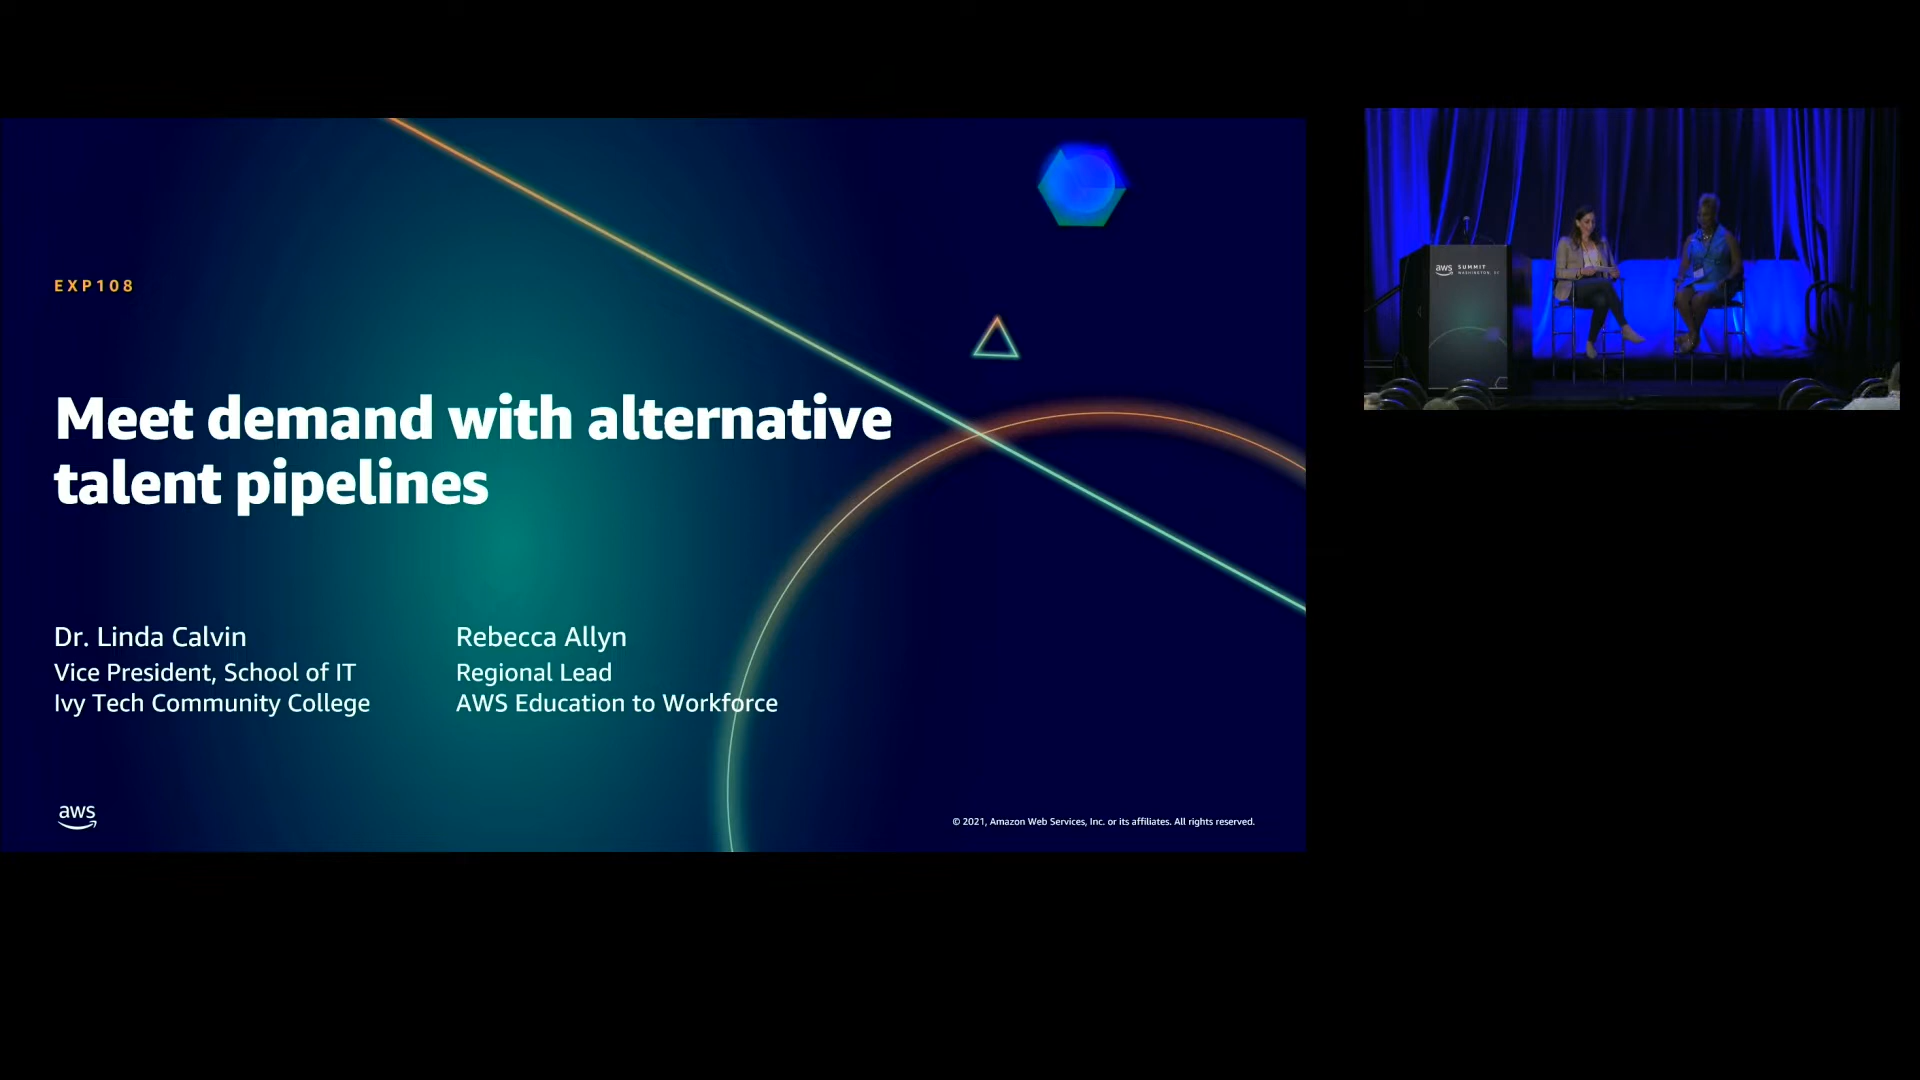 EXP108
Meet demand with alternative
talent pipelines
Dr. Linda Calvin
Vice President, School of IT
Ivy Tech Community College
Rebecca Allyn
Regional Lead
AWS Education to Workforce
aws
© 2021, Amazon Web Services, Inc. or its affiliates. All rights reserved.
aws
SUMMIT
WASHINGTON, DC